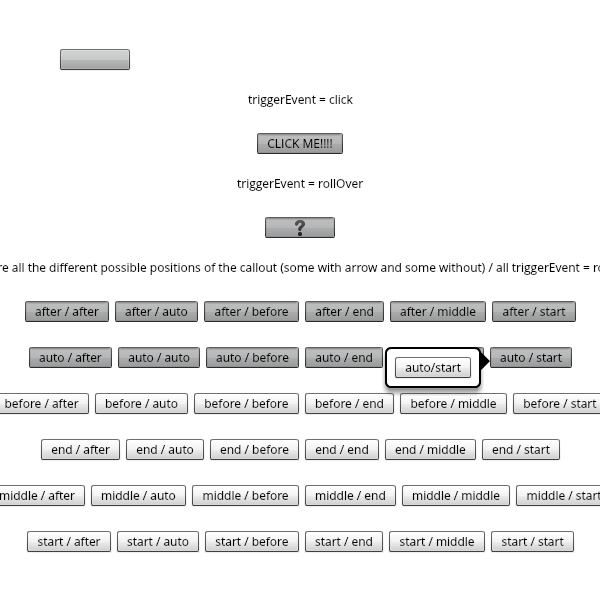 triggerEvent = click
CLICK ME!!!!
triggerEvent = rollOver
?
all the different possible positions of the callout (some with arrow and some without) / all triggerEvent =
after / after after / auto after / before after / end after / middle after / start
auto / after auto / auto auto / before auto / end auto/start auto / start
before / after before / auto before / before before / end before / middle before / start
end / after end / auto end / before end / end end / middle end / start
middle / after middle / auto middle / before middle / end middle / middle middle / start
start / after start / auto start / before start / end start / middle start / start